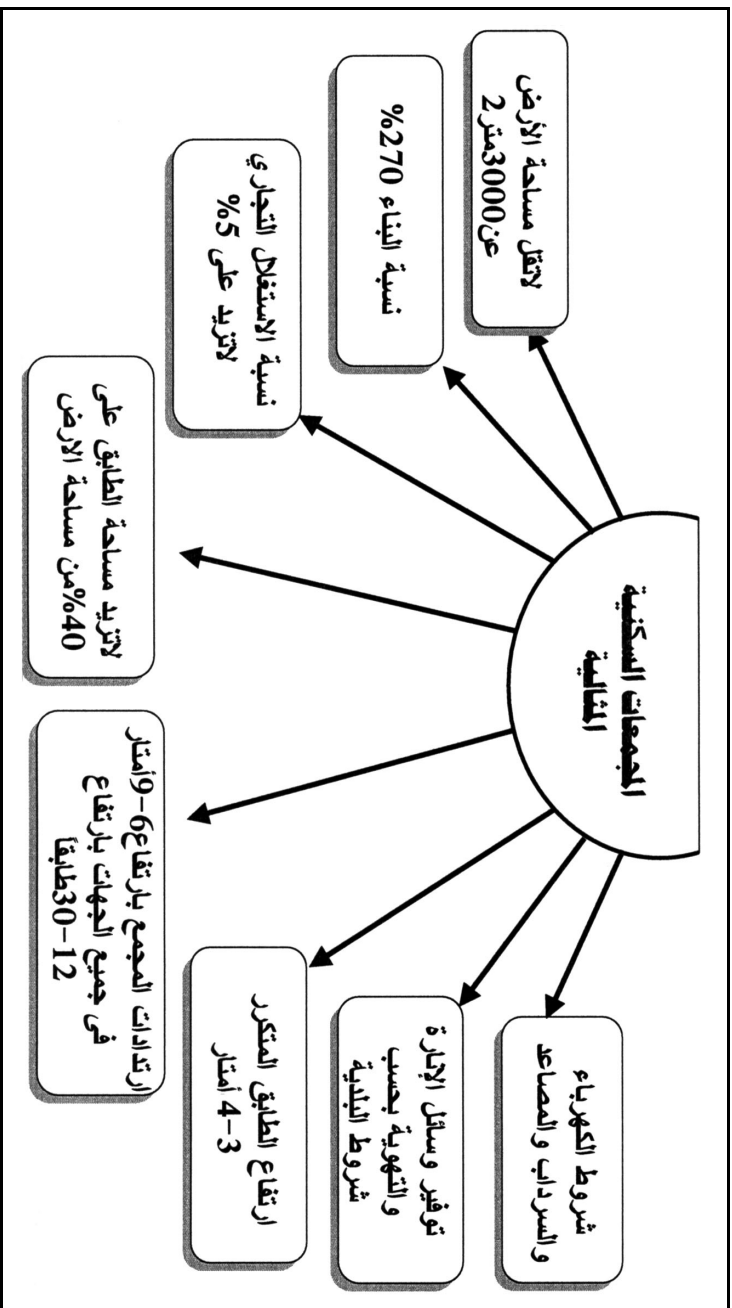 المجمعات السكنية
المثالية
لاتقل مساحة الأرض
عن3000متر2
نسبة البناء 270%
نسبة الاستغلال التجاري
لاتزيد على 5%
لاتزيد مساحة الطابق على
40%من مساحة الارض
ارتدادات المجمع بارتفاع6-9أمتار
في جميع الجهات بارتفاع
12-30طابقاً
ارتفاع الطابق المتكرر
3-4 أمتار
توفير وسائل الإنارة
والتهوية بحسب
شروط البلدية
شروط الكهرباء
والسرداب والمصاعد